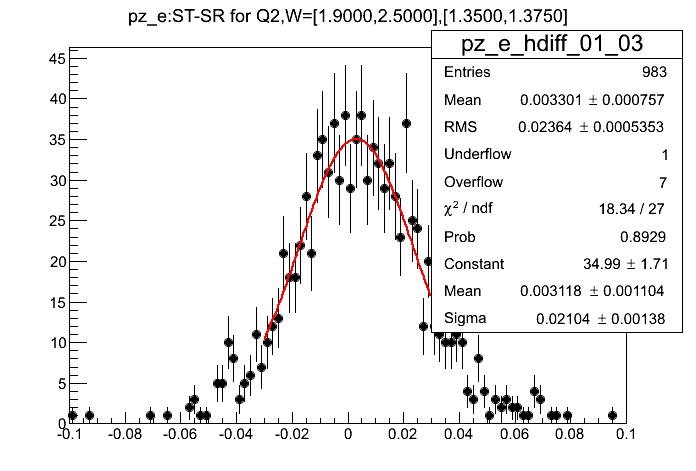 pz_e:ST-SR for Q2,W=[1.9000,2.5000],[1.3500,1.3750]
pz_e_hdiff_01_03
Entries 983
Mean 0.003301 ± 0.000757
RMS 0.02364 ± 0.0005353
Underflow 1
Overflow 7
χ² / ndf 18.34 / 27
Prob 0.8929
Constant 34.99 ± 1.71
Mean 0.003118 ± 0.001104
Sigma 0.02104 ± 0.00138
45
40
35
30
25
20
15
10
5
0
-0.1 -0.08 -0.06 -0.04 -0.02 0 0.02 0.04 0.06 0.08 0.1